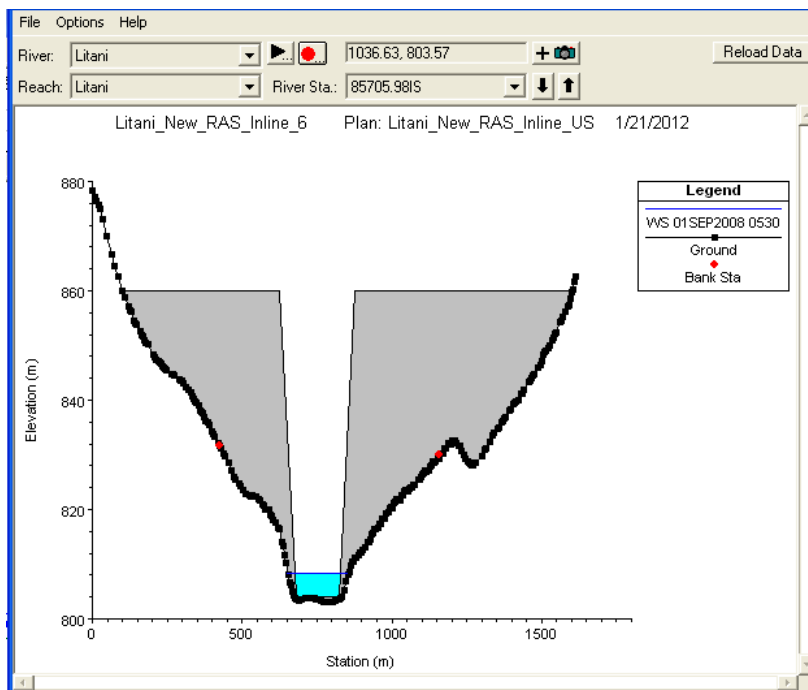 File Options Help
River: Litani ... ... 1036.63, 803.57 + Reload Data
Reach: Litani River Sta.: 85705.98IS
Litani_New_RAS_Inline_6 Plan: Litani_New_RAS_Inline_US 1/21/2012
Legend
WS 01SEP2008 0530
Ground
Bank Sta
880
860
840
820
800
Elevation (m)
0 500 1000 1500
Station (m)